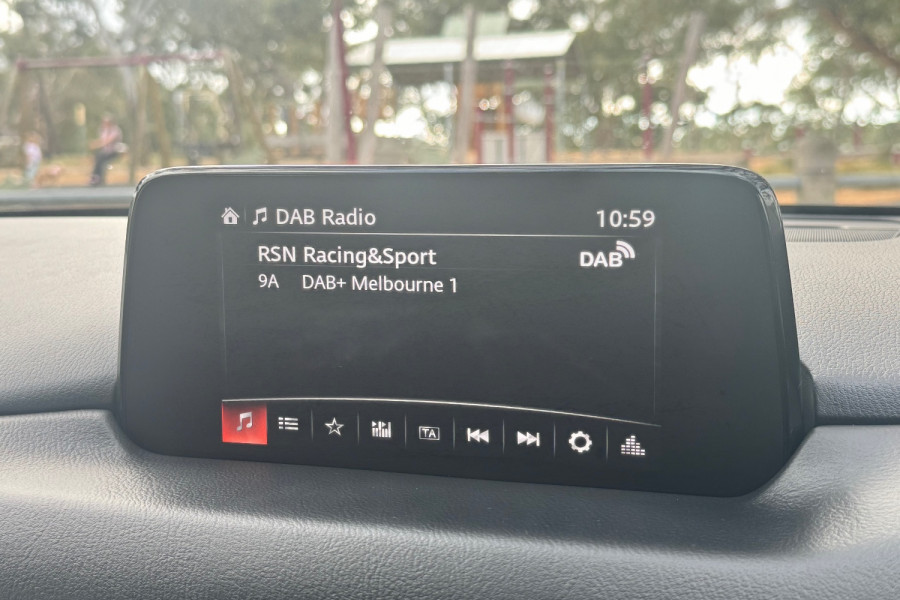 DAB Radio 10:59
RSN Racing&Sport DAB
9A DAB+ Melbourne 1
TA